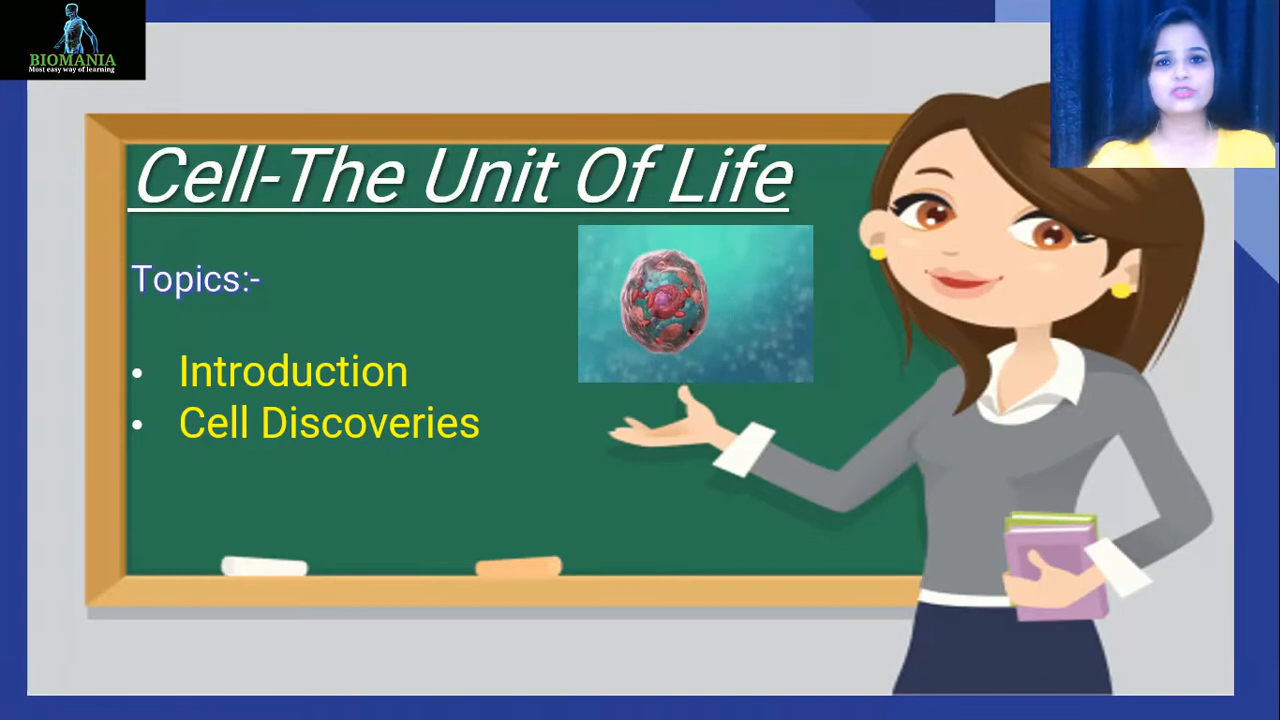 BIOMANIA
Most easy way of learning
Cell-The Unit Of Life
Topics:-
• Introduction
• Cell Discoveries